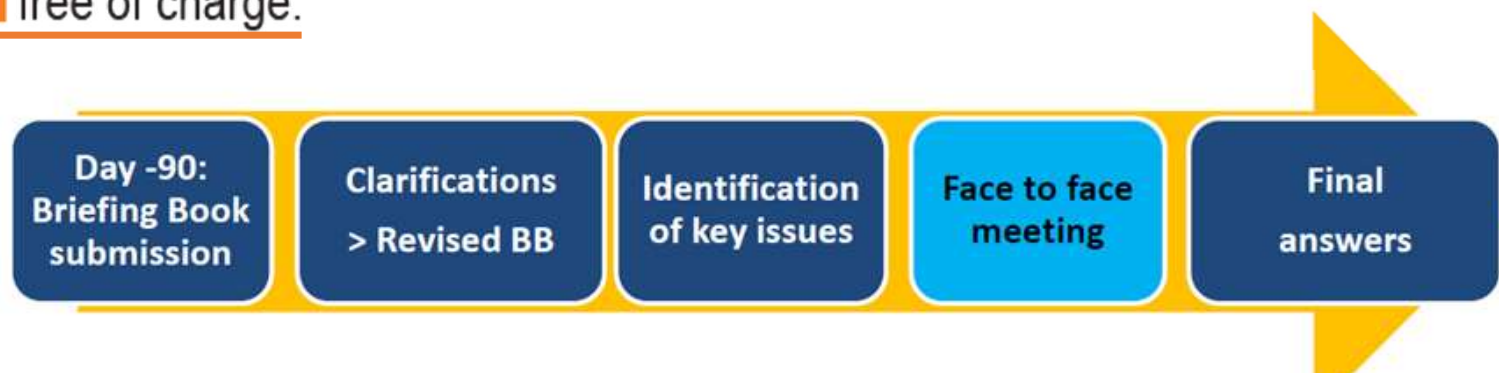 free of charge.
Day -90:
Briefing Book
submission
Clarifications
> Revised BB
Identification
of key issues
Face to face
meeting
Final
answers